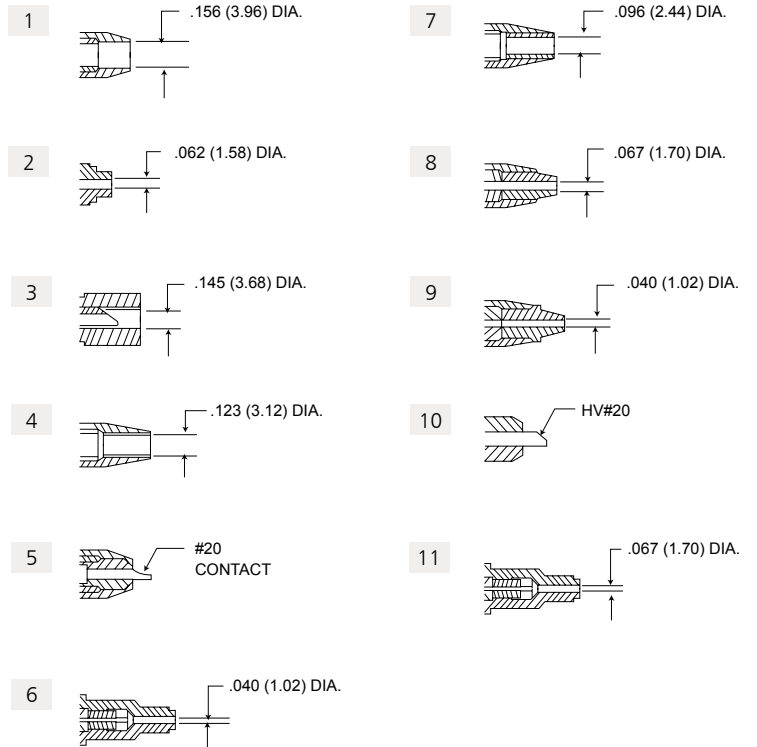 1
.156 (3.96) DIA.
2
.062 (1.58) DIA.
3
.145 (3.68) DIA.
4
.123 (3.12) DIA.
5
#20
CONTACT
6
.040 (1.02) DIA.
7
.096 (2.44) DIA.
8
.067 (1.70) DIA.
9
.040 (1.02) DIA.
10
HV#20
11
.067 (1.70) DIA.